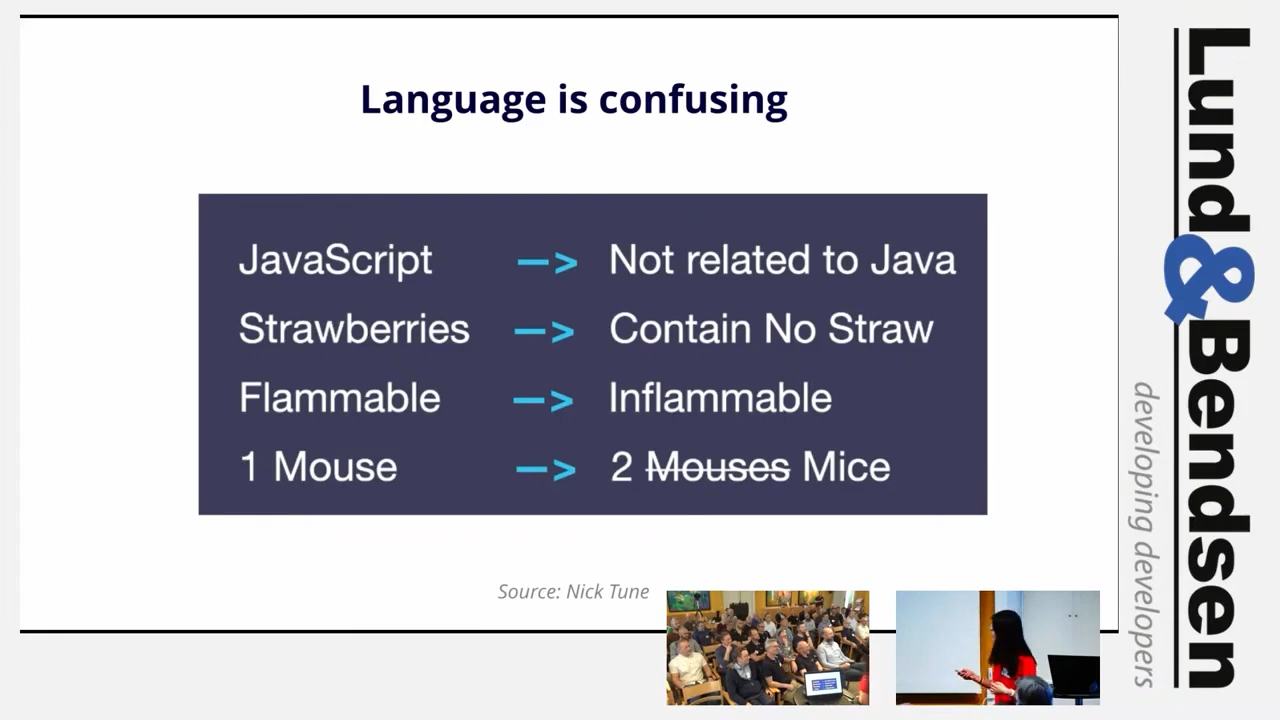 Language is confusing
JavaScript —> Not related to Java
Strawberries —> Contain No Straw
Flammable —> Inflammable
1 Mouse —> 2 Mouses Mice
Source: Nick Tune
Lund & Bendsen
developing developers